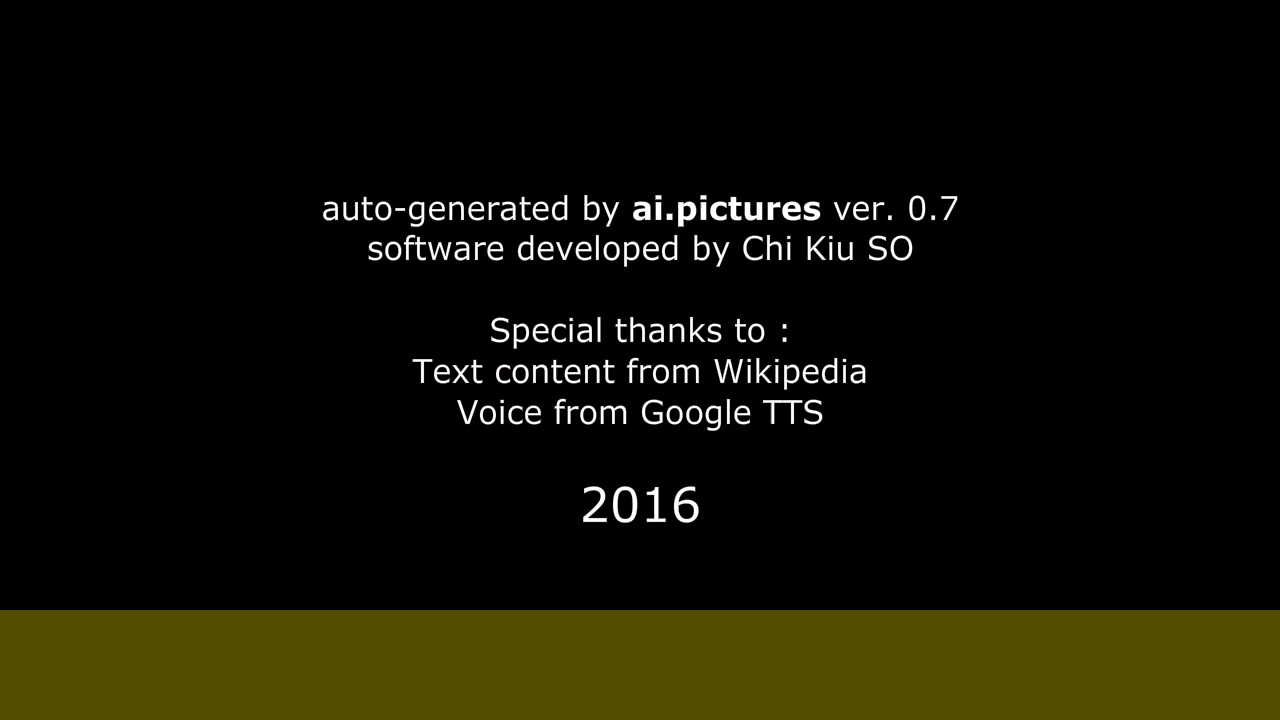 auto-generated by ai.pictures ver. 0.7
software developed by Chi Kiu SO
Special thanks to :
Text content from Wikipedia
Voice from Google TTS
2016